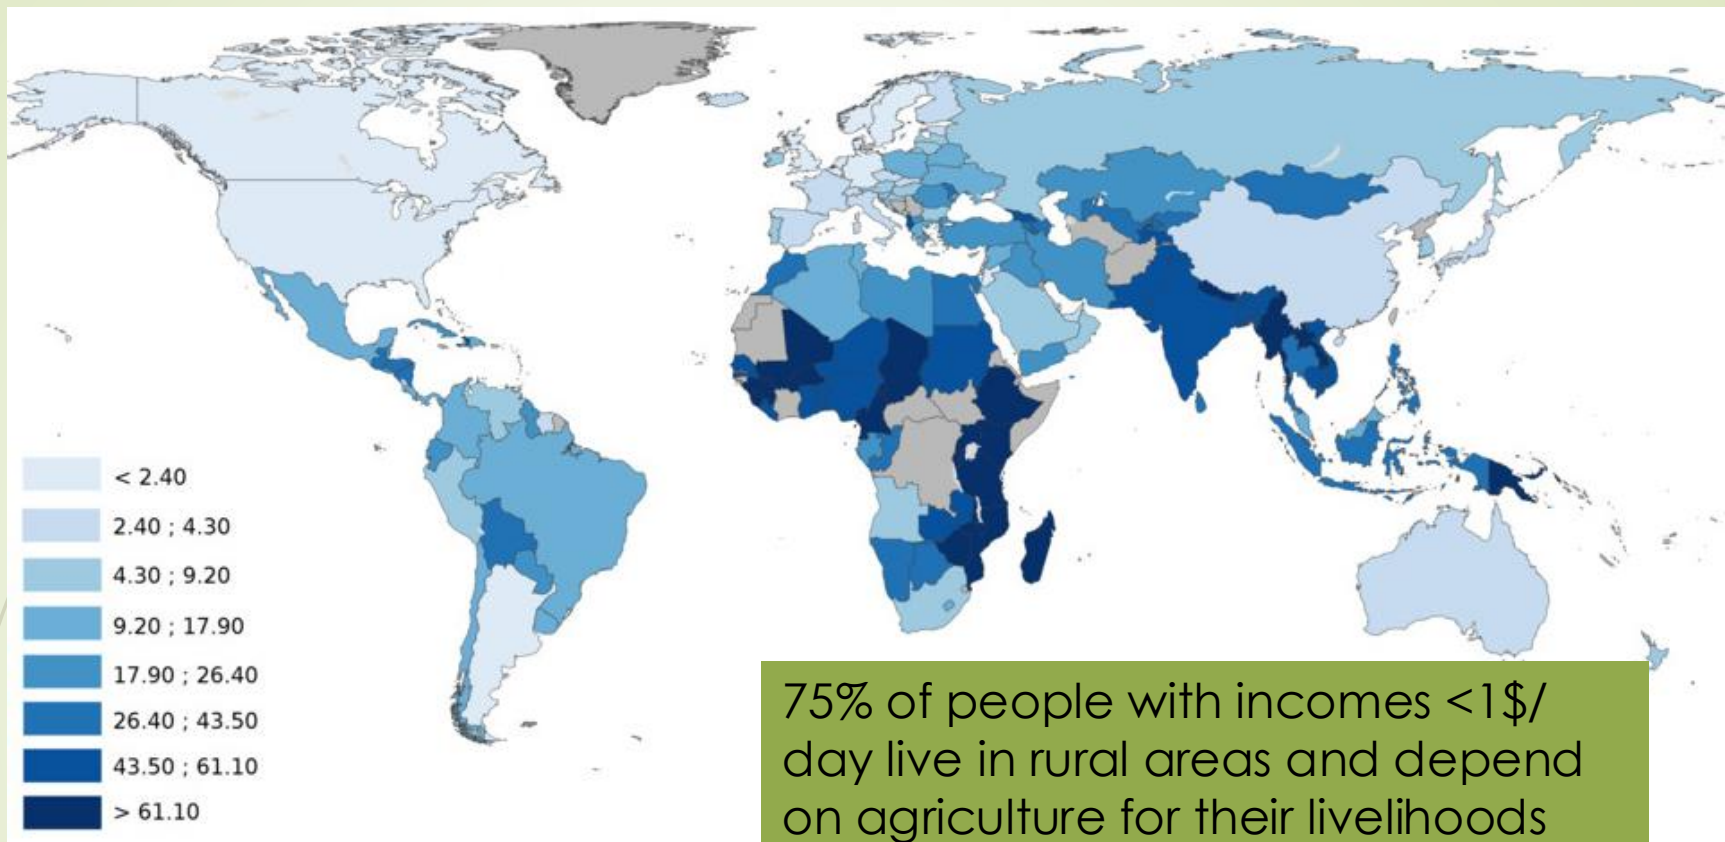 < 2.40
2.40 ; 4.30
4.30 ; 9.20
9.20 ; 17.90
17.90 ; 26.40
26.40 ; 43.50
43.50 ; 61.10
> 61.10
75% of people with incomes <1$/
day live in rural areas and depend
on agriculture for their livelihoods